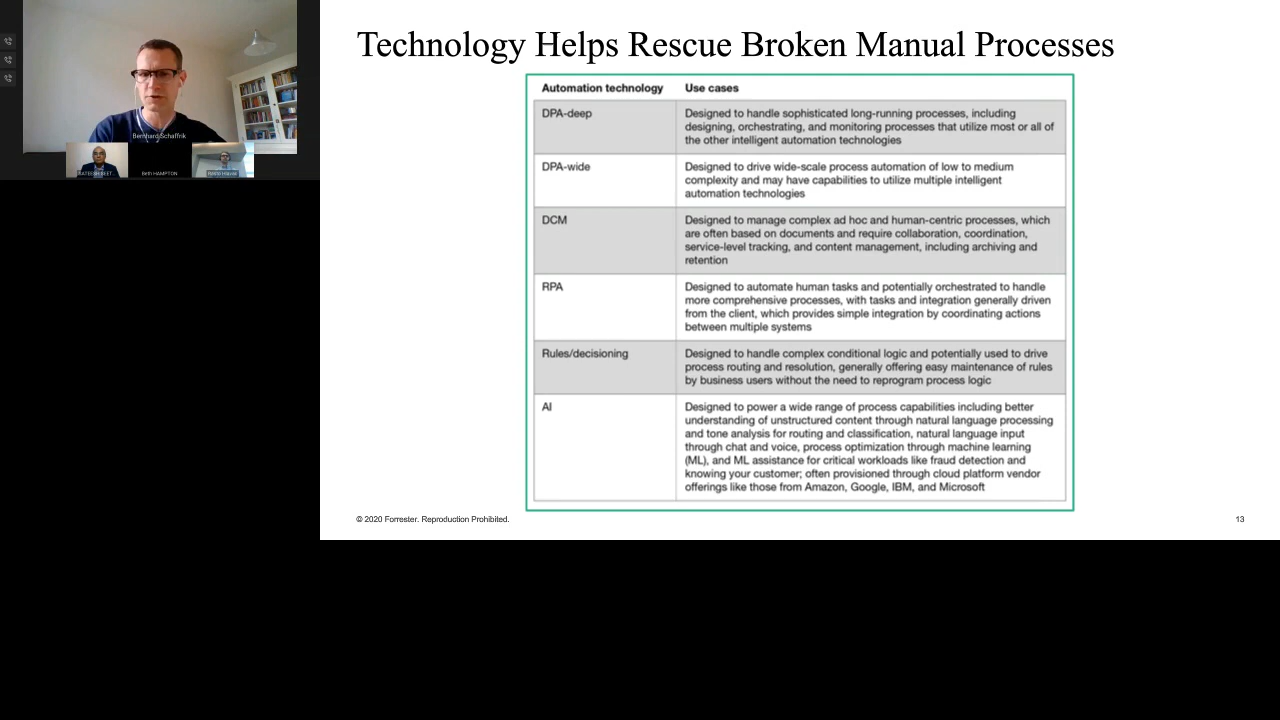 Technology Helps Rescue Broken Manual Processes
Automation technology Use cases
DPA-deep
Designed to handle sophisticated long-running processes, including
designing, orchestrating, and monitoring processes that utilize most or all of
the other intelligent automation technologies
DPA-wide
Designed to drive wide-scale process automation of low to medium
complexity and may have capabilities to utilize multiple intelligent
automation technologies
DCM
Designed to manage complex ad hoc and human-centric processes, which
are often based on documents and require collaboration, coordination,
service-level tracking, and content management, including archiving and
retention
RPA
Designed to automate human tasks and potentially orchestrated to handle
more comprehensive processes, with tasks and integration generally driven
from the client, which provides simple integration by coordinating actions
between multiple systems
Rules/decisioning
Designed to handle complex conditional logic and potentially used to drive
process routing and resolution, generally offering easy maintenance of rules
by business users without the need to reprogram process logic
AI
Designed to power a wide range of process capabilities including better
understanding of unstructured content through natural language processing
and tone analysis for routing and classification, natural language input
through chat and voice, process optimization through machine learning
(ML), and ML assistance for critical workloads like fraud detection and
knowing your customer; often provisioned through cloud platform vendor
offerings like those from Amazon, Google, IBM, and Microsoft
© 2020 Forrester. Reproduction Prohibited.
13
Bernhard Schaffrik
Beth HAMPTON